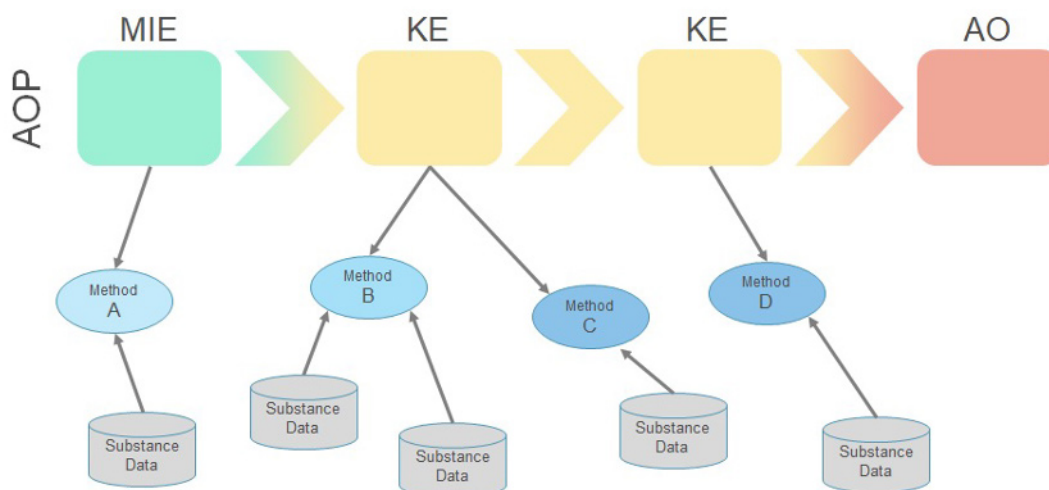 MIE
KE
KE
AO
AOP
Method
A
Method
B
Method
C
Method
D
Substance
Data
Substance
Data
Substance
Data
Substance
Data
Substance
Data